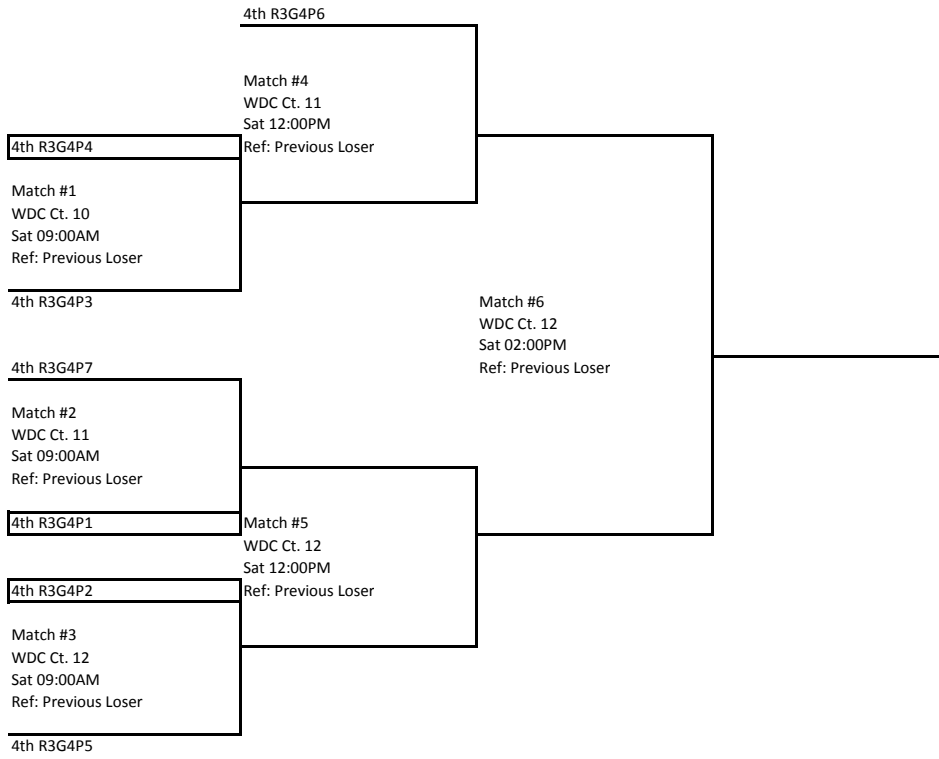 4th R3G4P6
Match #4
WDC Ct. 11
Sat 12:00PM
Ref: Previous Loser
4th R3G4P4
Match #1
WDC Ct. 10
Sat 09:00AM
Ref: Previous Loser
4th R3G4P3
Match #6
WDC Ct. 12
Sat 02:00PM
Ref: Previous Loser
4th R3G4P7
Match #2
WDC Ct. 11
Sat 09:00AM
Ref: Previous Loser
4th R3G4P1
Match #5
WDC Ct. 12
Sat 12:00PM
Ref: Previous Loser
4th R3G4P2
Match #3
WDC Ct. 12
Sat 09:00AM
Ref: Previous Loser
4th R3G4P5